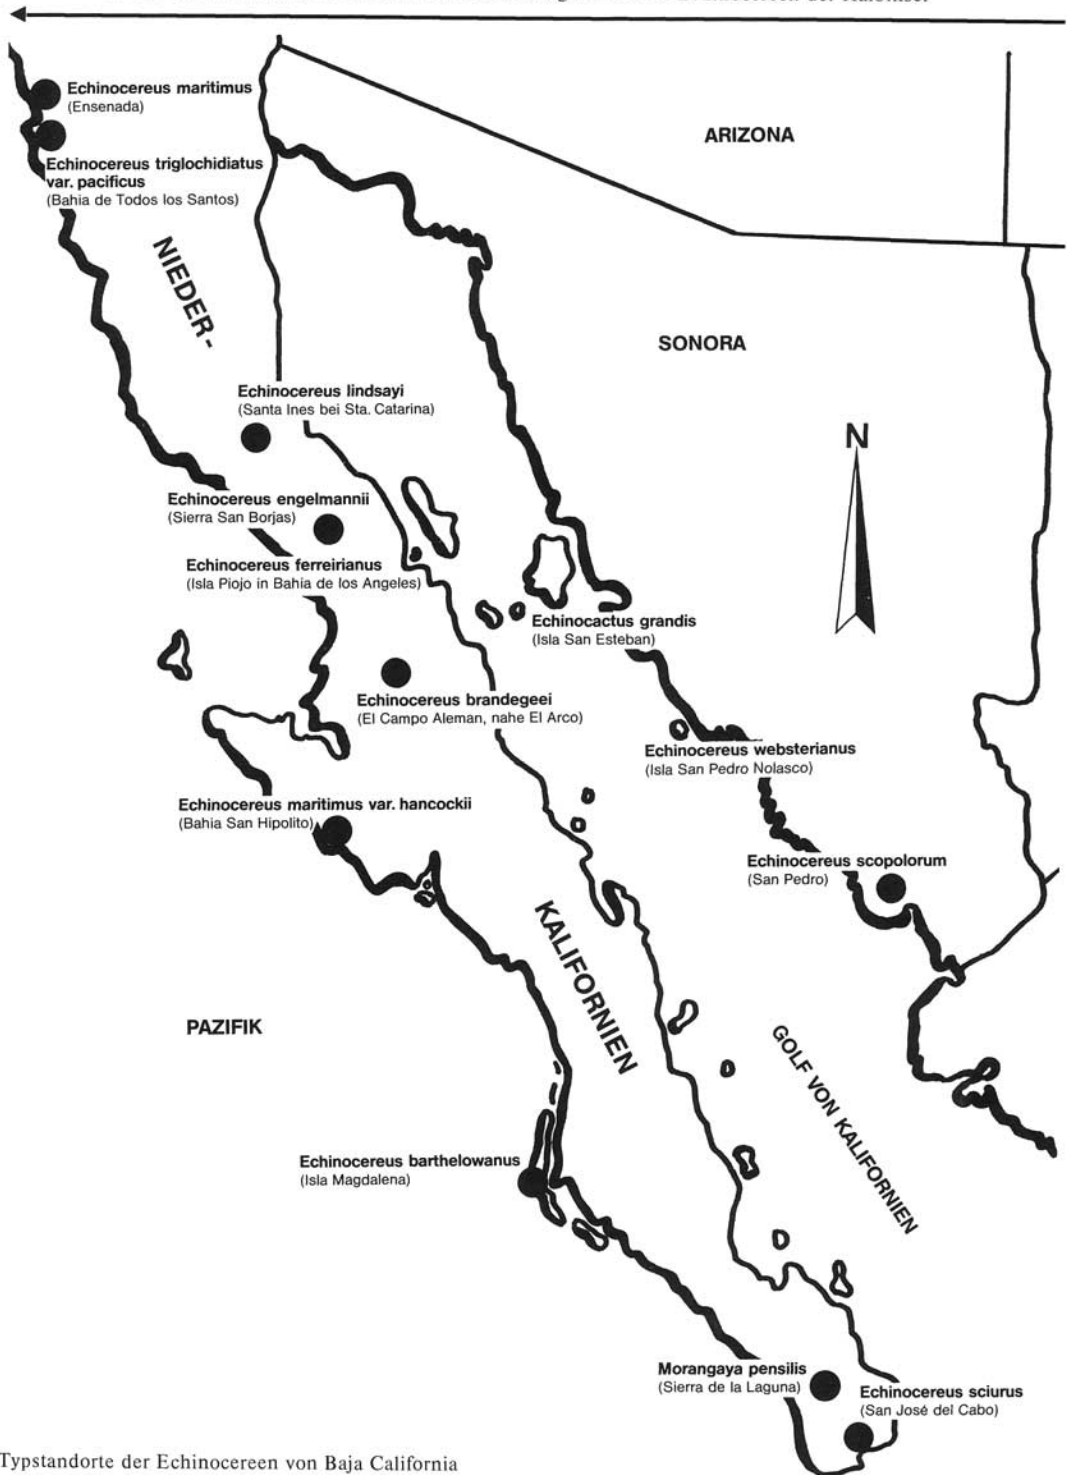 Echinocereus maritimus
(Ensenada)
ARIZONA
Echinocereus triglochidiatus
var. pacificus
(Bahia de Todos los Santos)
NIEDER-
SONORA
Echinocereus lindsayi
(Santa Ines bei Sta. Catarina)
N
Echinocereus engelmannii
(Sierra San Borjas)
Echinocereus ferreirianus
(Isla Piojo in Bahia de los Angeles)
Echinocactus grandis
(Isla San Esteban)
Echinocereus brandegeei
(El Campo Aleman, nahe El Arco)
Echinocereus websterianus
(Isla San Pedro Nolasco)
Echinocereus maritimus var. hancockii
(Bahia San Hipolito)
Echinocereus scopolorum
(San Pedro)
KALIFORNIEN
PAZIFIK
GOLF VON KALIFORNIEN
Echinocereus barthelowanus
(Isla Magdalena)
Morangaya pensilis
(Sierra de la Laguna)
Echinocereus sciurus
(San José del Cabo)
Typstandorte der Echinocereen von Baja California